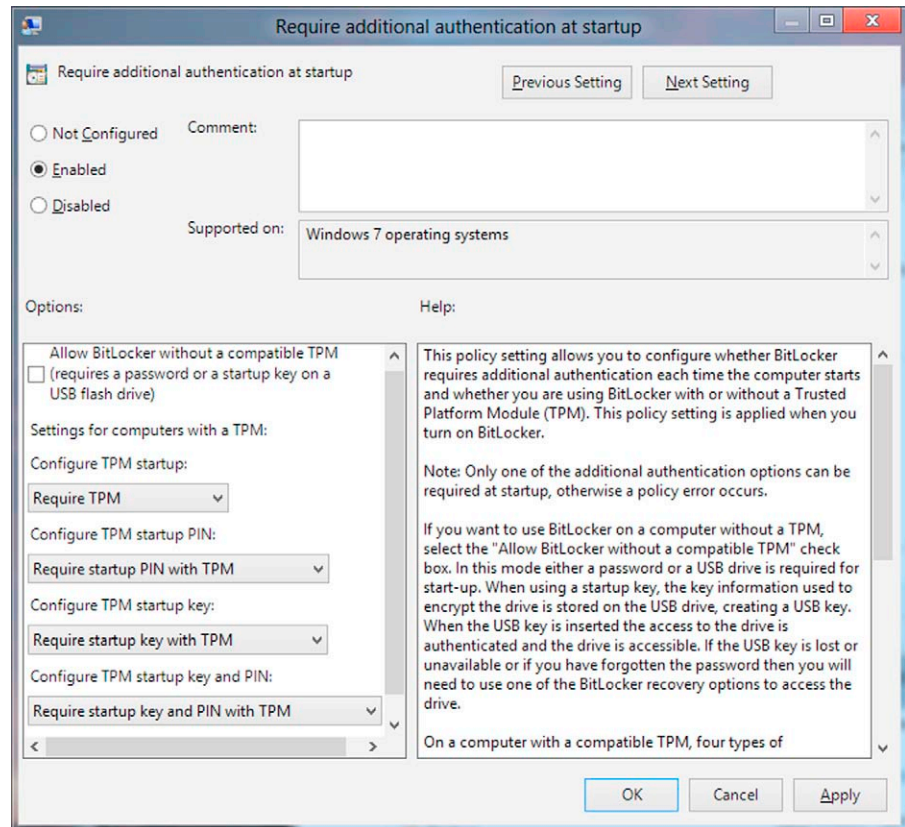 Require additional authentication at startup
Require additional authentication at startup
Previous Setting
Next Setting
Not Configured
Enabled
Disabled
Comment:
Supported on:
Windows 7 operating systems
Options:
Allow BitLocker without a compatible TPM
(requires a password or a startup key on a
USB flash drive)
Settings for computers with a TPM:
Configure TPM startup:
Require TPM
Configure TPM startup PIN:
Require startup PIN with TPM
Configure TPM startup key:
Require startup key with TPM
Configure TPM startup key and PIN:
Require startup key and PIN with TPM
Help:
This policy setting allows you to configure whether BitLocker
requires additional authentication each time the computer starts
and whether you are using BitLocker with or without a Trusted
Platform Module (TPM). This policy setting is applied when you
turn on BitLocker.
Note: Only one of the additional authentication options can be
required at startup, otherwise a policy error occurs.
If you want to use BitLocker on a computer without a TPM,
select the "Allow BitLocker without a compatible TPM" check
box. In this mode either a password or a USB drive is required for
start-up. When using a startup key, the key information used to
encrypt the drive is stored on the USB drive, creating a USB key.
When the USB key is inserted the access to the drive is
authenticated and the drive is accessible. If the USB key is lost or
unavailable or if you have forgotten the password then you will
need to use one of the BitLocker recovery options to access the
drive.
On a computer with a compatible TPM, four types of
OK
Cancel
Apply